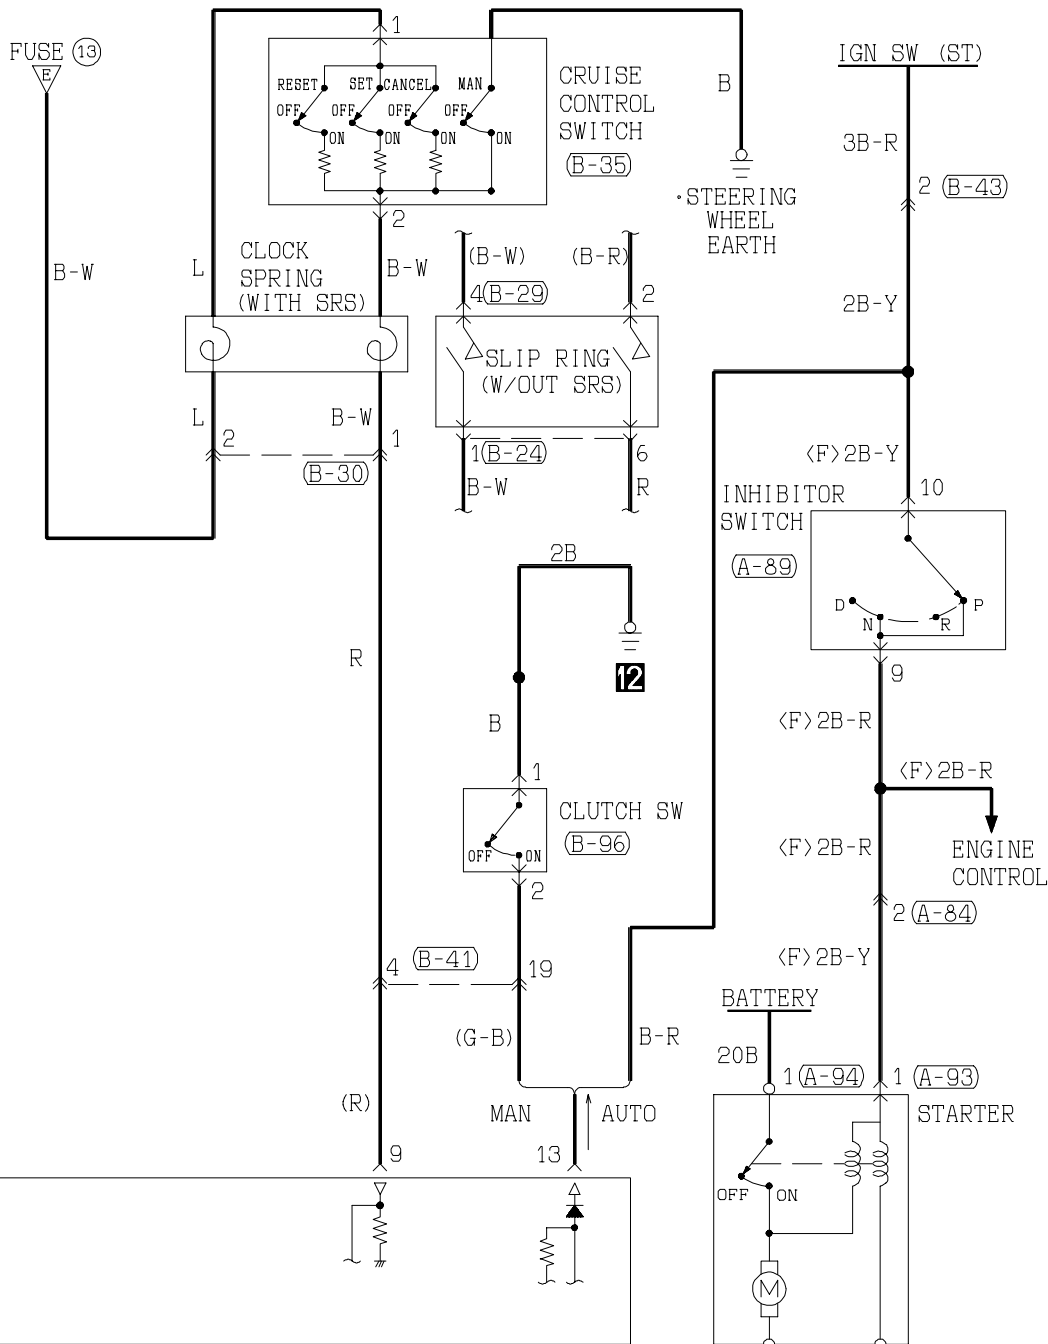 1
FUSE 13
E
IGN SW (ST)
RESET SET CANCEL MAN
OFF OFF OFF OFF
ON ON ON ON
CRUISE
CONTROL
SWITCH
(B-35)
B
3B-R
2 (B-43)
·STEERING
WHEEL
EARTH
2
CLOCK
SPRING
(WITH SRS)
B-W
L
B-W
(B-W)
(B-R)
4 (B-29)
2
2B-Y
SLIP RING
(W/OUT SRS)
L
2
B-W
1
(B-30)
1 (B-24)
6
B-W
R
<F>2B-Y
10
INHIBITOR
SWITCH
(A-89)
D
N
R
P
9
2B
12
R
B
<F>2B-R
<F>2B-R
1
CLUTCH SW
(B-96)
OFF ON
2
<F>2B-R
ENGINE
CONTROL
2 (A-84)
4 (B-41)
19
<F>2B-Y
BATTERY
(G-B)
B-R
20B
1 (A-94)
1 (A-93)
(R)
MAN
AUTO
STARTER
9
13
OFF ON
M